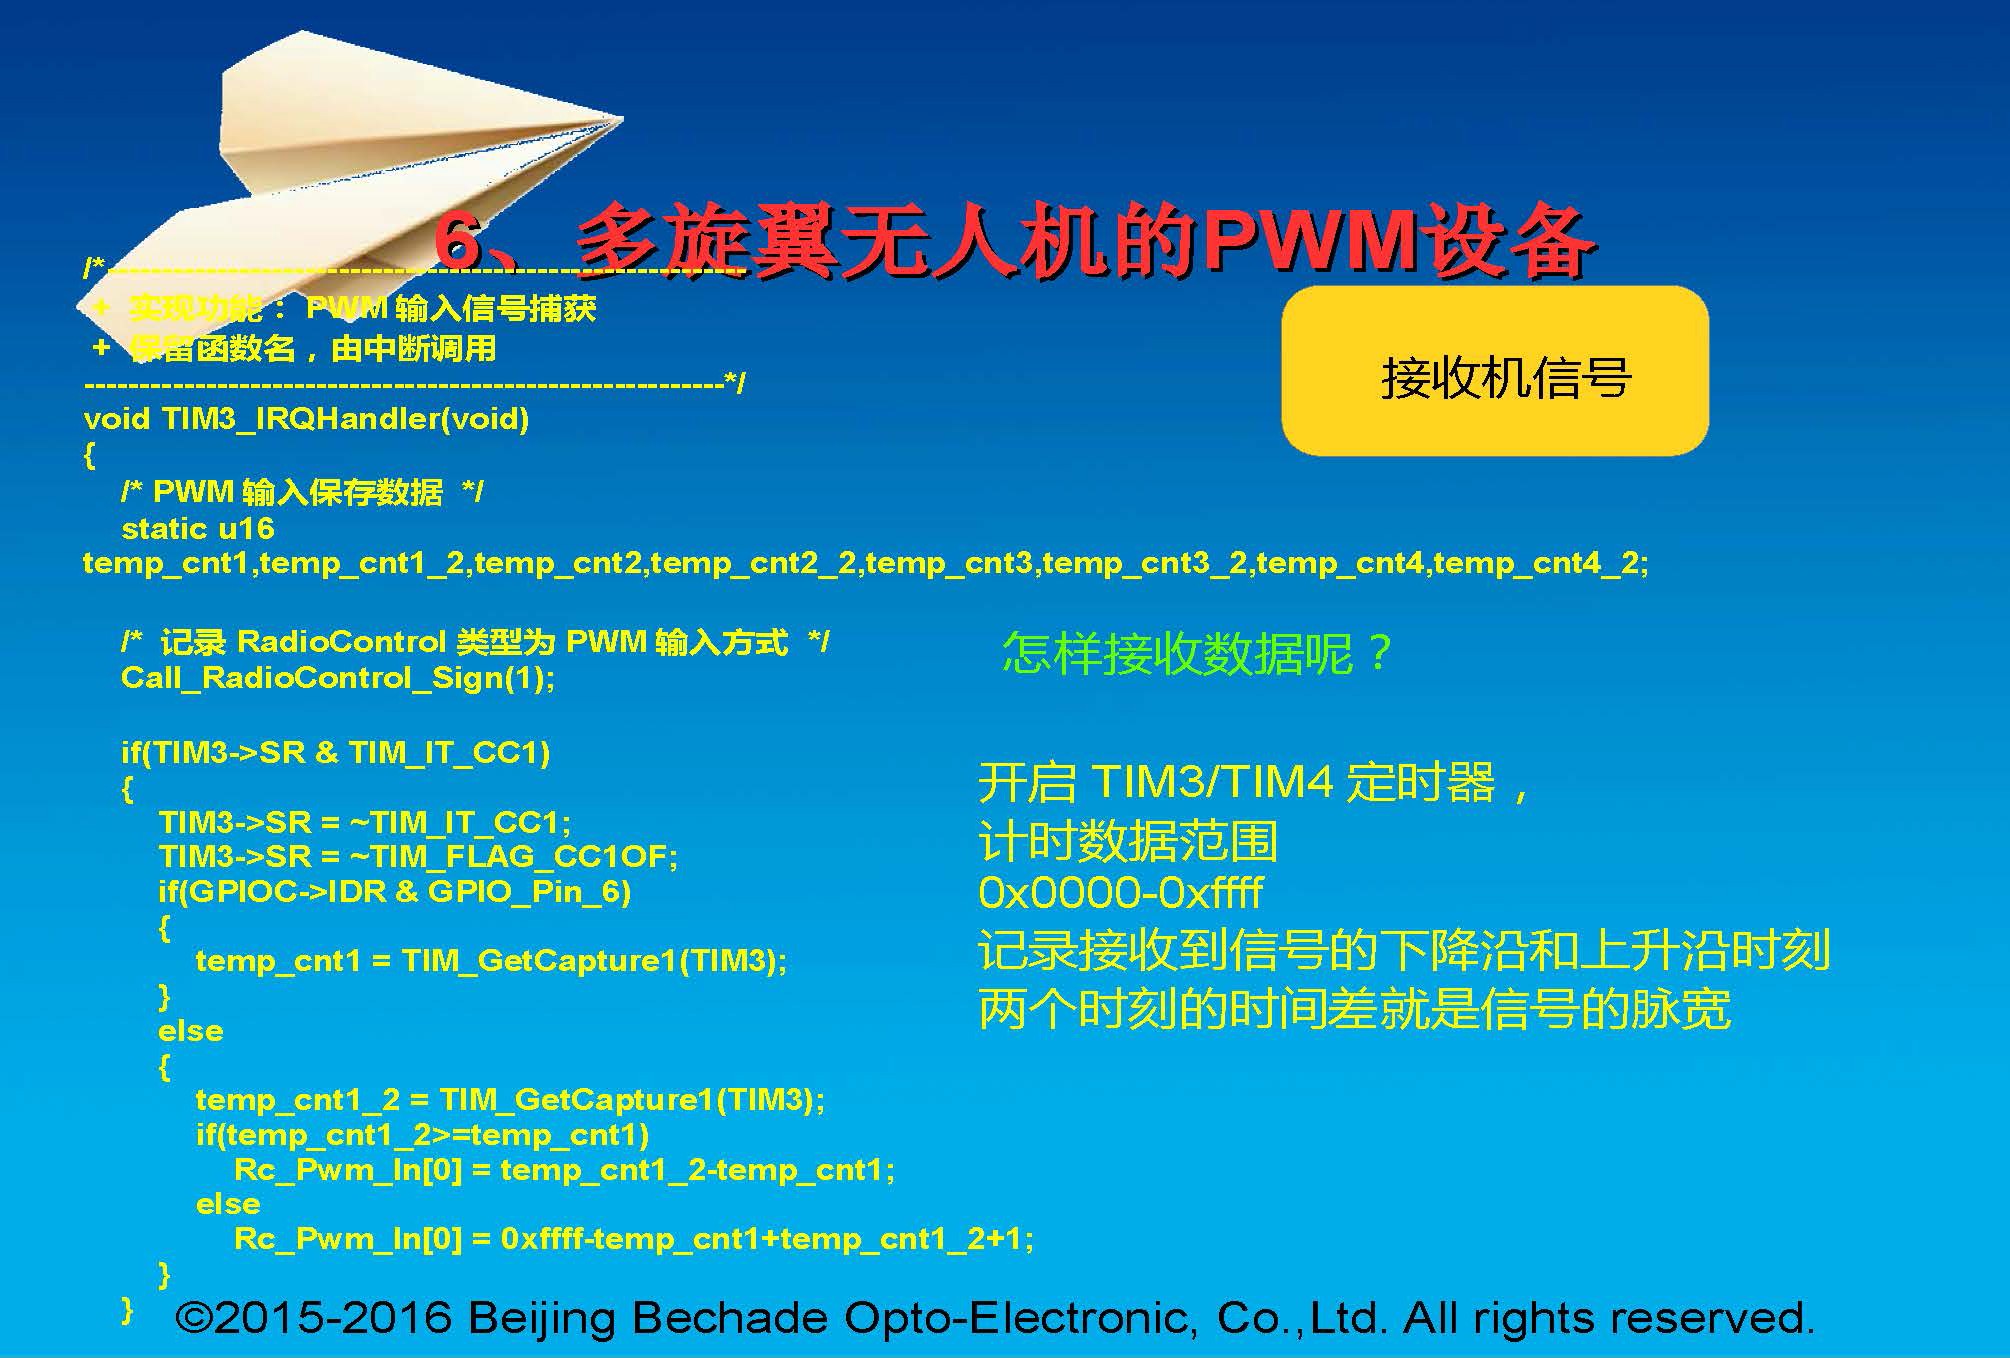 6、多旋翼无人机的PWM设备
/*----------------------------------------------------------
+ 实现功能：PWM 输入信号捕获
+ 保留函数名，由中断调用
----------------------------------------------------------*/
void TIM3_IRQHandler(void)
{
/* PWM 输入保存数据 */
static u16
temp_cnt1,temp_cnt1_2,temp_cnt2,temp_cnt2_2,temp_cnt3,temp_cnt3_2,temp_cnt4,temp_cnt4_2;
/* 记录 RadioControl 类型为 PWM 输入方式 */
Call_RadioControl_Sign(1);
if(TIM3->SR & TIM_IT_CC1)
{
TIM3->SR = ~TIM_IT_CC1;
TIM3->SR = ~TIM_FLAG_CC1OF;
if(GPIOC->IDR & GPIO_Pin_6)
{
temp_cnt1 = TIM_GetCapture1(TIM3);
}
else
{
temp_cnt1_2 = TIM_GetCapture1(TIM3);
if(temp_cnt1_2>=temp_cnt1)
Rc_Pwm_In[0] = temp_cnt1_2-temp_cnt1;
else
Rc_Pwm_In[0] = 0xffff-temp_cnt1+temp_cnt1_2+1;
}
}
接收机信号
怎样接收数据呢？
开启 TIM3/TIM4 定时器，
计时数据范围
0x0000-0xffff
记录接收到信号的下降沿和上升沿时刻
两个时刻的时间差就是信号的脉宽
©2015-2016 Beijing Bechade Opto-Electronic, Co.,Ltd. All rights reserved.